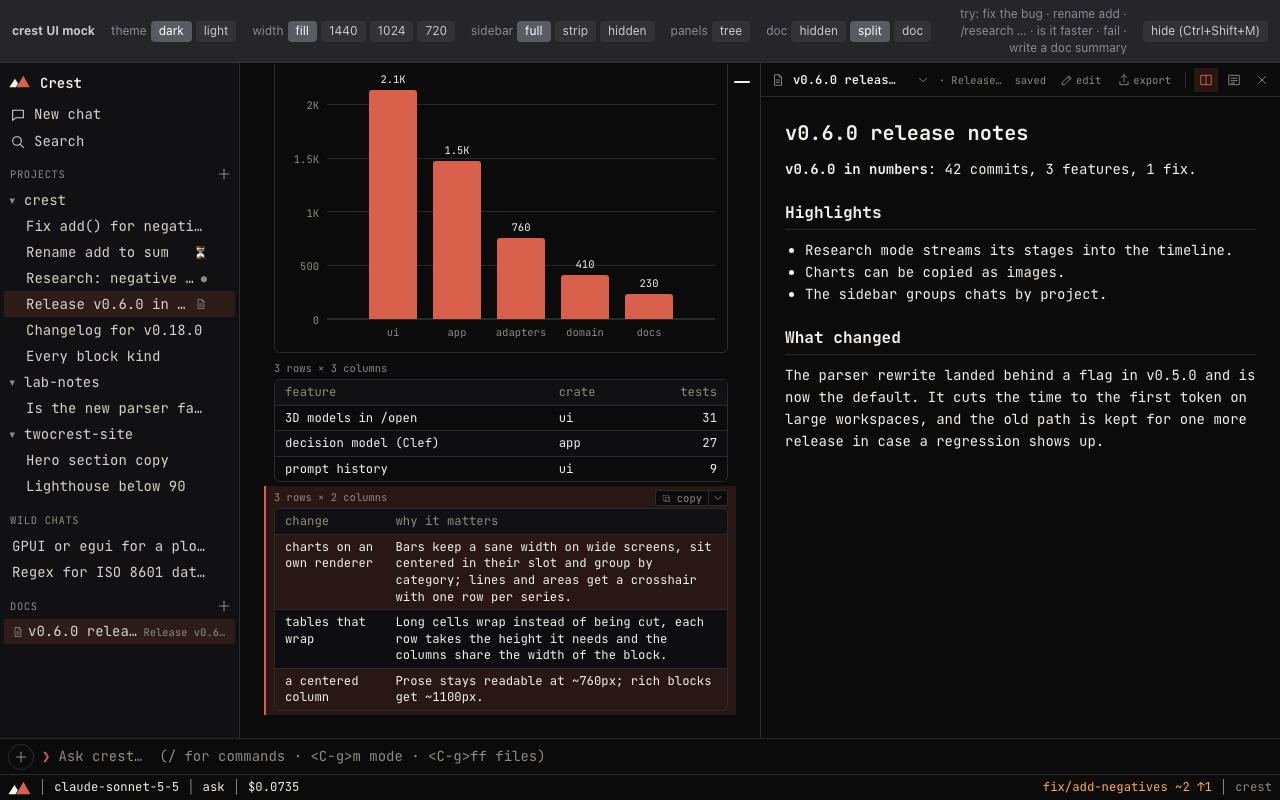 crest UI mock theme dark light width fill 1440 1024 720 sidebar full strip hidden panels tree doc hidden split doc
try: fix the bug · rename add ·
/research ... · is it faster · fail ·
write a doc summary
hide (Ctrl+Shift+M)
Crest
New chat
Search
PROJECTS
crest
Fix add() for negati…
Rename add to sum
Research: negative …
Release v0.6.0 in …
Changelog for v0.18.0
Every block kind
lab-notes
Is the new parser fa…
twocrest-site
Hero section copy
Lighthouse below 90
WILD CHATS
GPUI or egui for a plo…
Regex for ISO 8601 dat…
DOCS
v0.6.0 relea… Release v0.6…
2.1K
2K
1.5K
1.5K
1K
760
500
410
230
0
ui app adapters domain docs
3 rows × 3 columns
feature crate tests
3D models in /open ui 31
decision model (Clef) app 27
prompt history ui 9
3 rows × 2 columns copy
change why it matters
charts on an own renderer
Bars keep a sane width on wide screens, sit
centered in their slot and group by
category; lines and areas get a crosshair
with one row per series.
tables that wrap
Long cells wrap instead of being cut, each
row takes the height it needs and the
columns share the width of the block.
a centered column
Prose stays readable at ~760px; rich blocks
get ~1100px.
v0.6.0 releas… · Release… saved edit export
v0.6.0 release notes
v0.6.0 in numbers: 42 commits, 3 features, 1 fix.
Highlights
• Research mode streams its stages into the timeline.
• Charts can be copied as images.
• The sidebar groups chats by project.
What changed
The parser rewrite landed behind a flag in v0.5.0 and is
now the default. It cuts the time to the first token on
large workspaces, and the old path is kept for one more
release in case a regression shows up.
❯ Ask crest… (/ for commands · <C-g>m mode · <C-g>ff files)
claude-sonnet-5-5 │ ask │ $0.0735
fix/add-negatives ~2 ↑1 │ crest